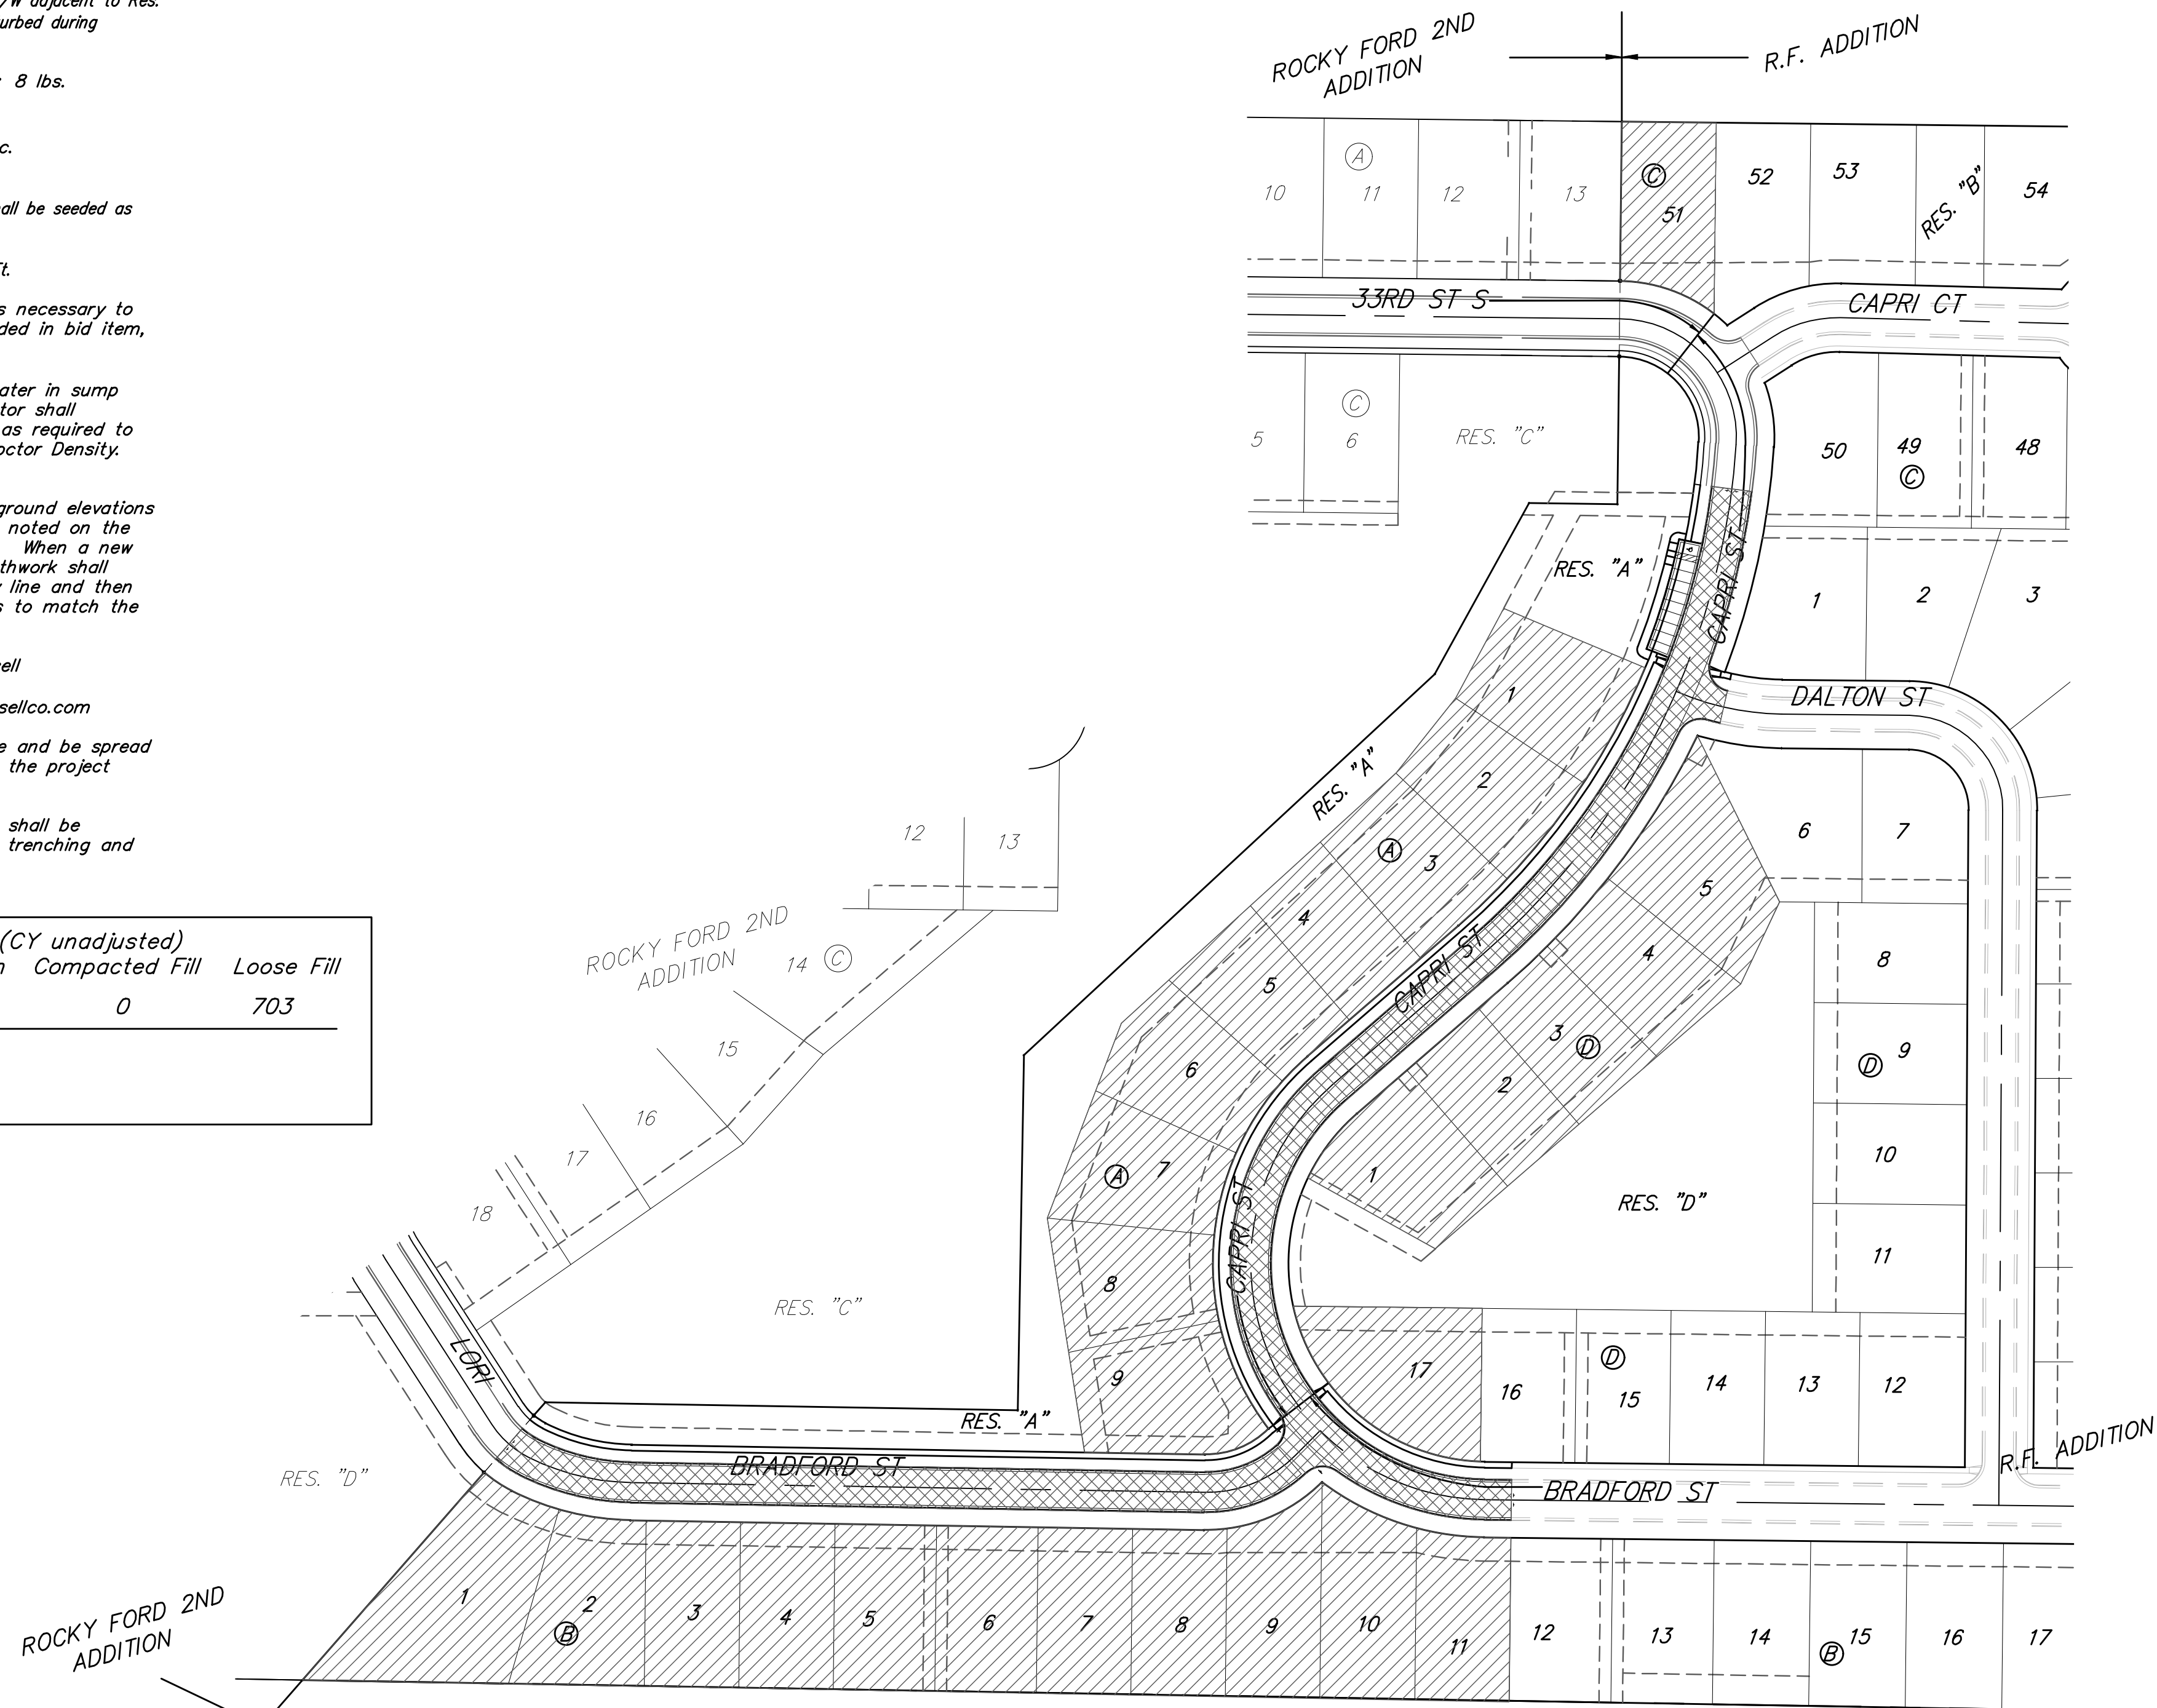 /W adjacent to Res.
urbed during
8 lbs.
c.
all be seeded as
ft.
s necessary to
ded in bid item,
ater in sump
tor shall
as required to
octor Density.
ground elevations
noted on the
When a new
thwork shall
line and then
s to match the
sell
sellco.com
e and be spread
the project
shall be
trenching and
(CY unadjusted)
n Compacted Fill Loose Fill
0 703
ROCKY FORD 2ND
ADDITION
R.F. ADDITION
10
A
11
12
13
C
51
52
53
RES. "B"
54
33RD ST S
CAPRI CT
5
C
6
RES. "C"
50
49
C
48
RES. "A"
CAPRI ST
1
2
3
DALTON ST
1
2
A
3
4
5
6
A
7
8
9
RES. "A"
12
13
ROCKY FORD 2ND
ADDITION
14 C
15
16
17
18
CAPRI ST
5
4
3 D
2
1
6
7
8
D 9
10
11
RES. "D"
CAPRI ST
RES. "C"
LORI
17
16
D
15
14
13
12
RES. "A"
BRADFORD ST
BRADFORD ST
R.F. ADDITION
RES. "D"
1
2
B
3
4
5
6
7
8
9
10
11
12
13
14
B
15
16
17
ROCKY FORD 2ND
ADDITION